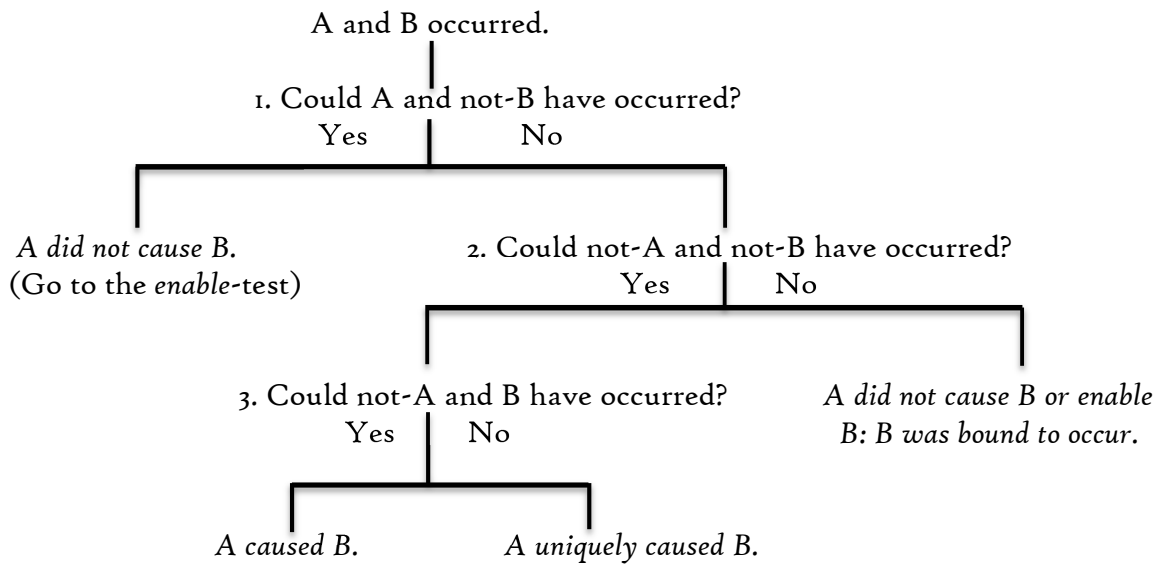 A and B occurred.
1. Could A and not-B have occurred?
Yes No
A did not cause B.
(Go to the enable-test)
2. Could not-A and not-B have occurred?
Yes No
3. Could not-A and B have occurred?
Yes No
A did not cause B or enable
B: B was bound to occur.
A caused B.
A uniquely caused B.